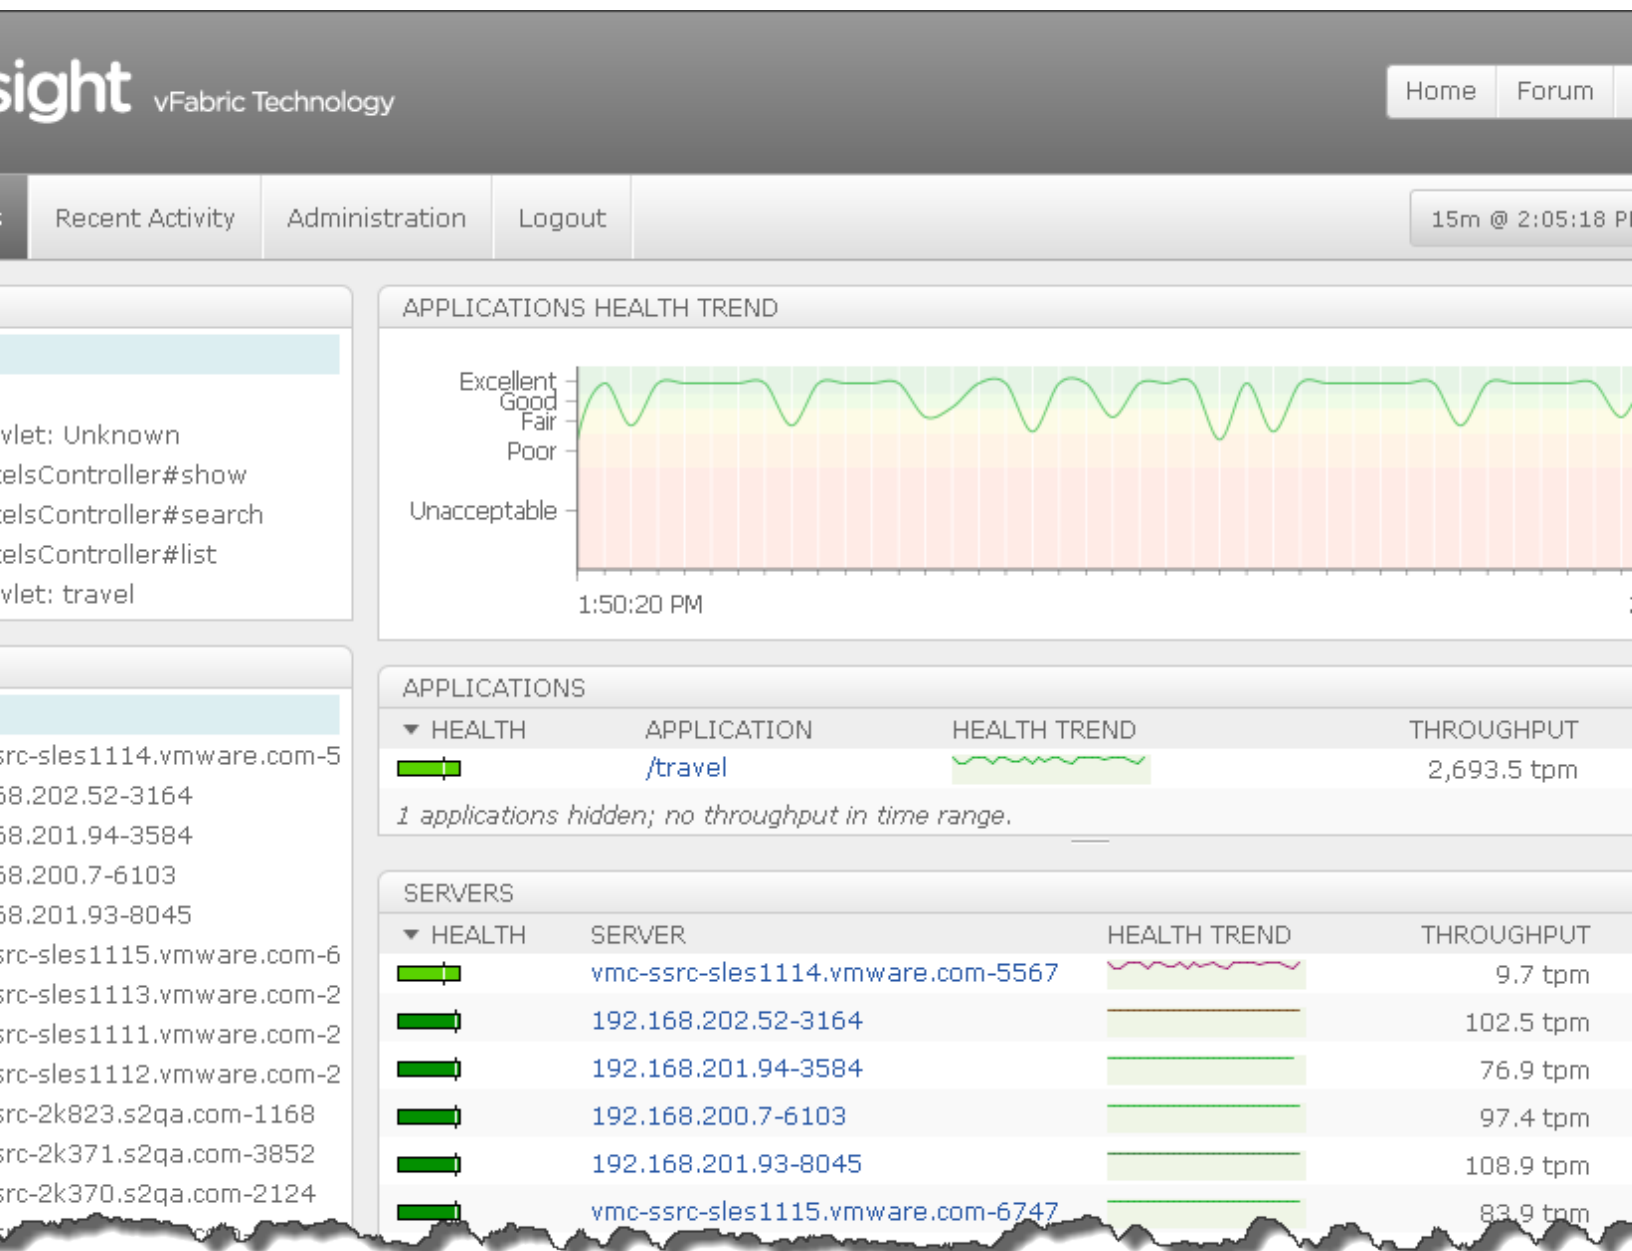 sight vFabric Technology
Home Forum
Recent Activity Administration Logout
15m @ 2:05:18 P
vlet: Unknown
elsController#show
elsController#search
elsController#list
vlet: travel
APPLICATIONS HEALTH TREND
Excellent
Good
Fair
Poor
Unacceptable
1:50:20 PM
src-sles1114.vmware.com-5
68.202.52-3164
68.201.94-3584
68.200.7-6103
68.201.93-8045
src-sles1115.vmware.com-6
src-sles1113.vmware.com-2
src-sles1111.vmware.com-2
src-sles1112.vmware.com-2
src-2k823.s2qa.com-1168
src-2k371.s2qa.com-3852
src-2k370.s2qa.com-2124
APPLICATIONS
HEALTH APPLICATION HEALTH TREND THROUGHPUT
/travel 2,693.5 tpm
1 applications hidden; no throughput in time range.
SERVERS
HEALTH SERVER HEALTH TREND THROUGHPUT
vmc-ssrc-sles1114.vmware.com-5567 9.7 tpm
192.168.202.52-3164 102.5 tpm
192.168.201.94-3584 76.9 tpm
192.168.200.7-6103 97.4 tpm
192.168.201.93-8045 108.9 tpm
vmc-ssrc-sles1115.vmware.com-6747 83.9 tpm